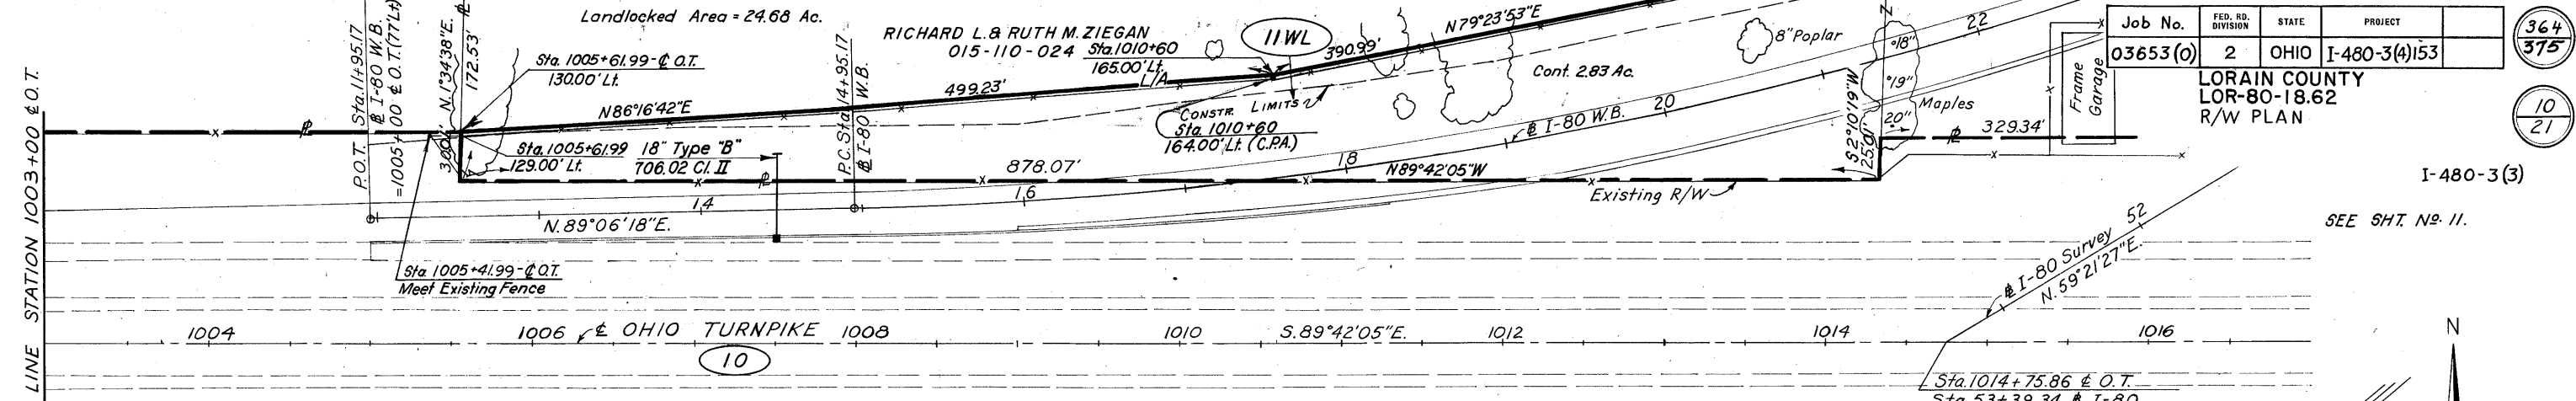 Landlocked Area = 24.68 Ac.
P.O.T. Sta.11+95.17
℄ I-80 W.B.
=1005+00 ℄ O.T.(77'Lt)
N.1°34'38"E.
172.53'
3.00'
Sta. 1005+61.99-℄ O.T.
130.00' Lt.
N86°16'42"E
499.23'
RICHARD L.& RUTH M. ZIEGAN
015-110-024
Sta.1010+60
165.00' Lt.
L/A
11WL
390.99'
N79°23'53"E
8"Poplar
Cont. 2.83 Ac.
CONSTR. LIMITS
Sta. 1010+60
164.00' Lt. (C.P.A.)
P.C. Sta. 14+95.17
℄ I-80 W.B.
Sta. 1005+61.99
129.00' Lt.
18" Type "B"
706.02 Cl. II
878.07'
N89°42'05"W
℄ I-80 W.B.
14
16
18
20
22
Existing R/W
S2°10'19"W
25.01'
"18"
"19"
20"
Maples
329.34'
Frame
Garage
N.89°06'18"E.
Sta. 1005+41.99-℄ O.T.
Meet Existing Fence
LINE STATION 1003+00 ℄ O.T.
1004
1006
℄ OHIO TURNPIKE
1008
1010
S.89°42'05"E.
1012
1014
1016
10
℄ I-80 Survey
N. 59°21'27"E.
52
Sta.1014+75.86 ℄ O.T.
Sta. 53+39.34 ℄ I-80
Job No. FED. RD. DIVISION STATE PROJECT
03653(0) 2 OHIO I-480-3(4)153
LORAIN COUNTY
LOR-80-18.62
R/W PLAN
364
375
10
21
I-480-3(3)
SEE SHT. Nº. 11.
N